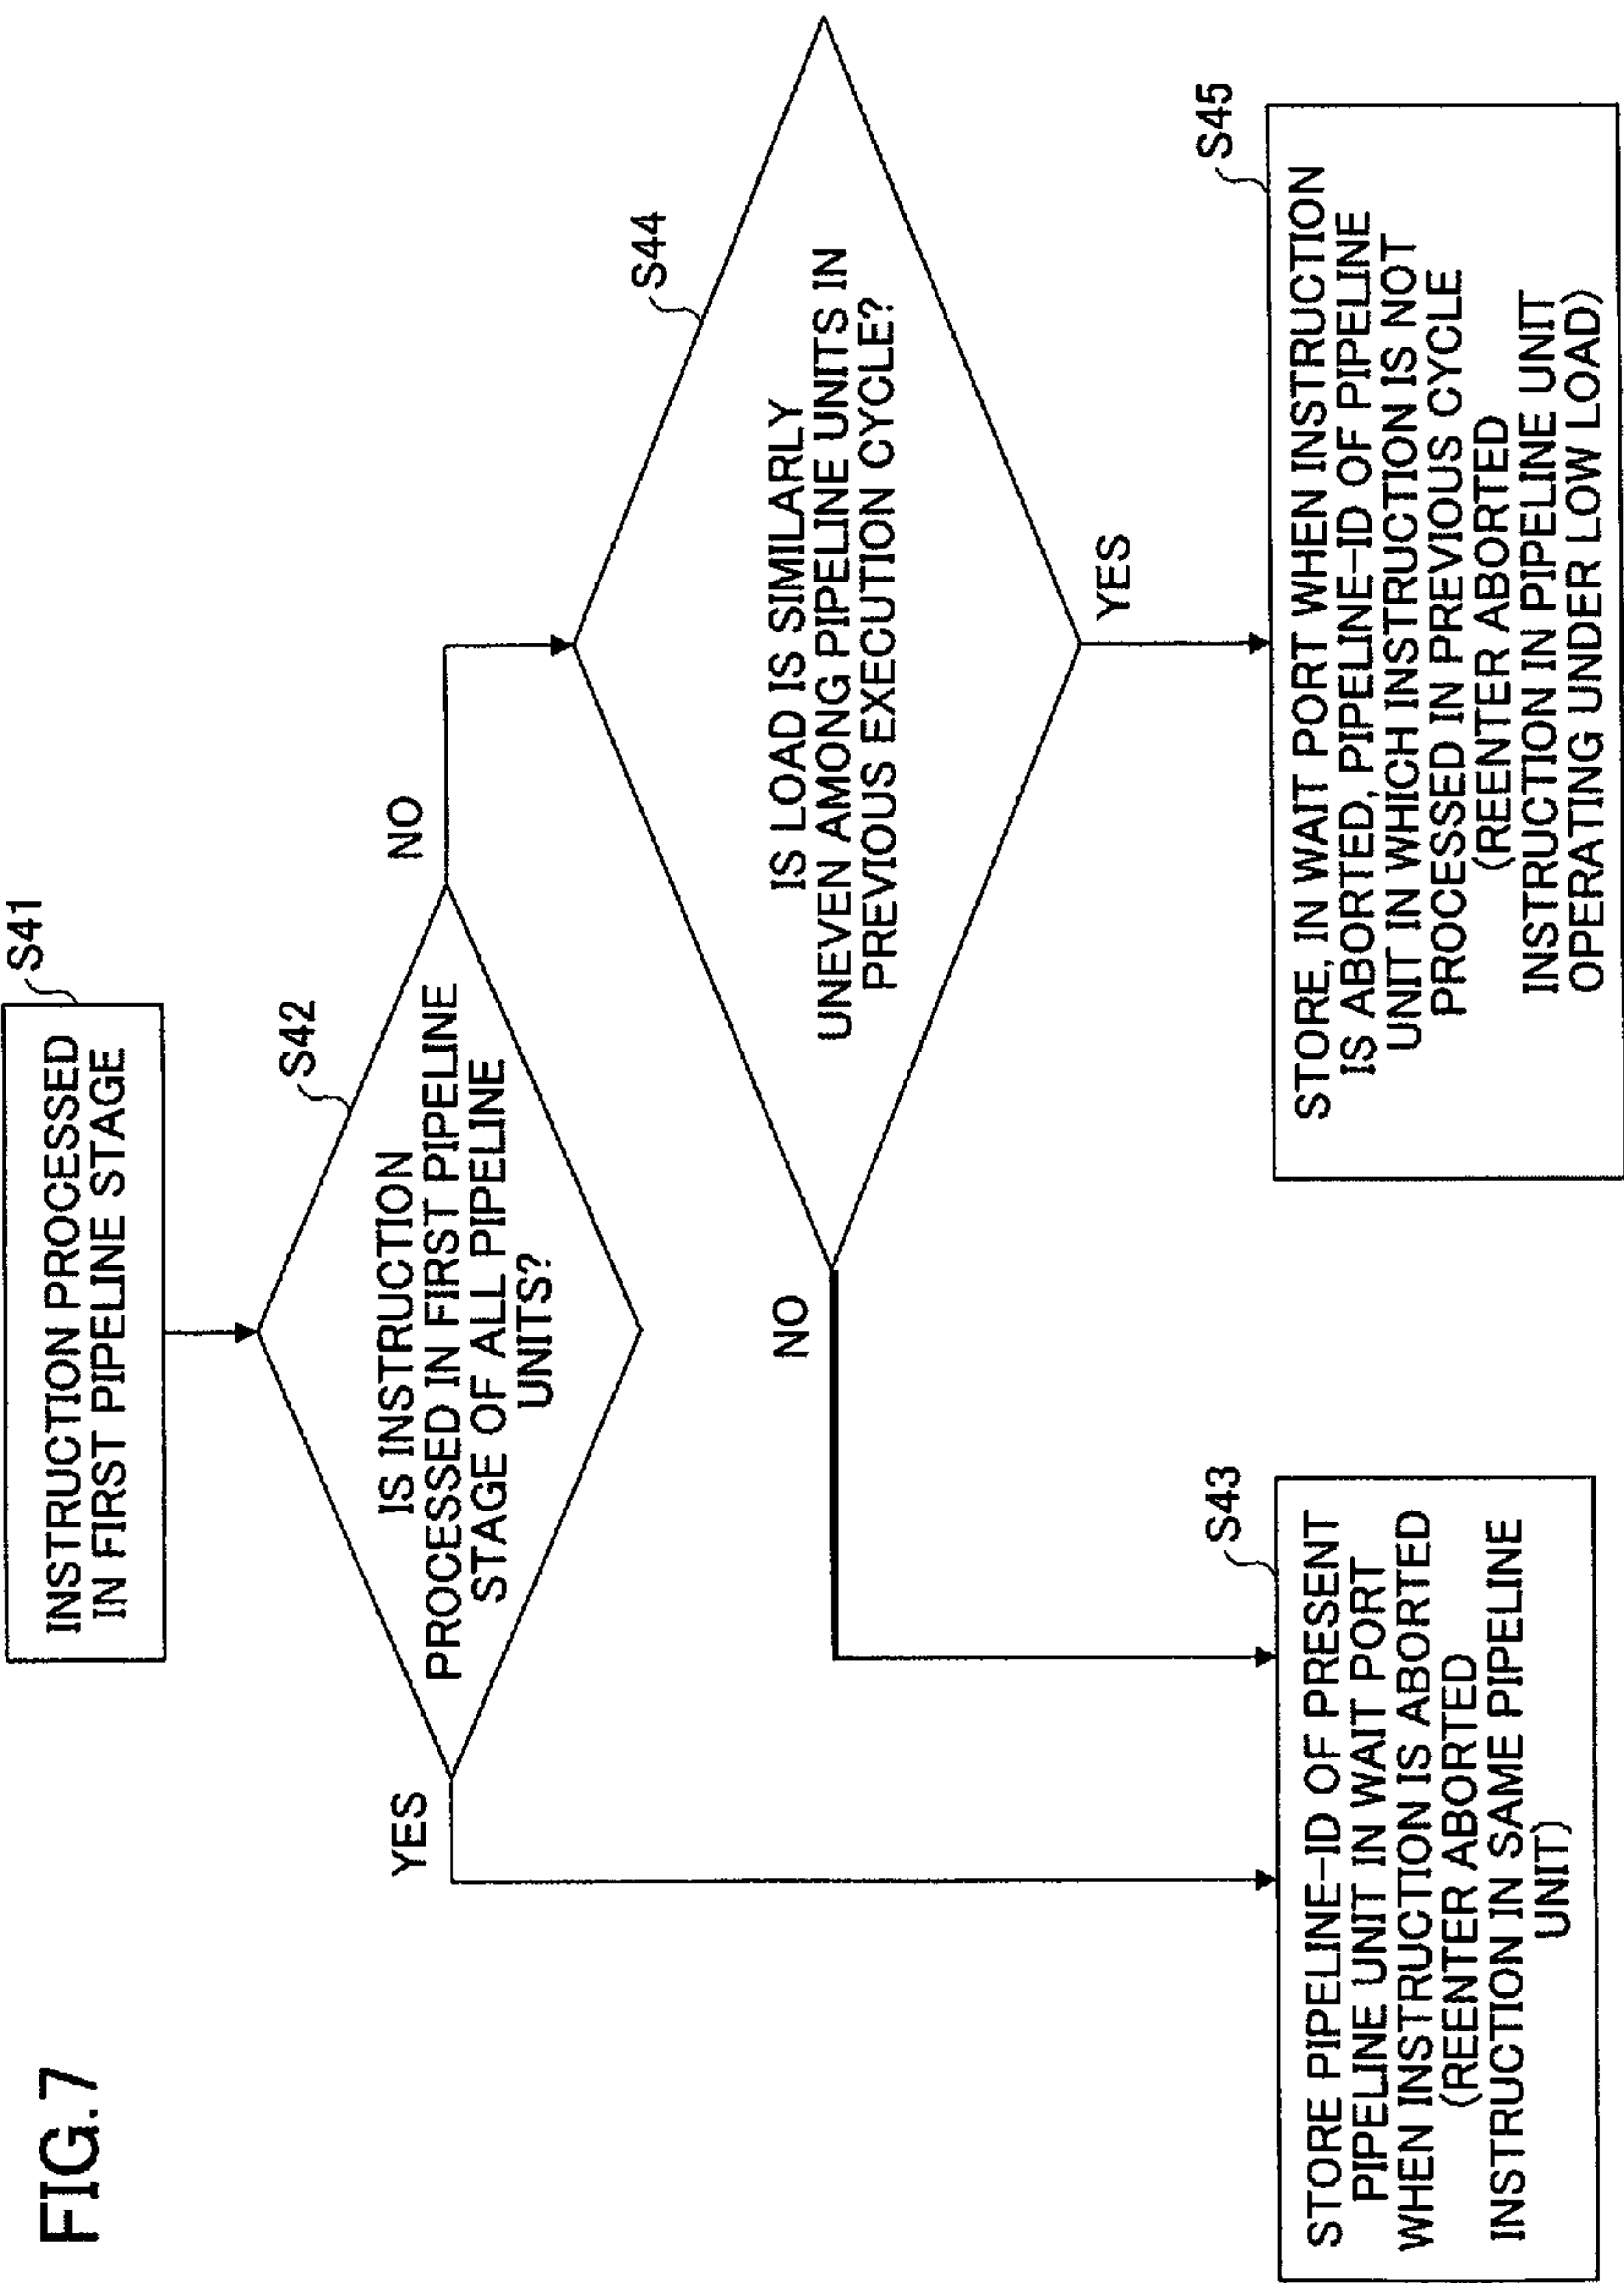 FIG.7
INSTRUCTION PROCESSED
IN FIRST PIPELINE STAGE
S41
IS INSTRUCTION
PROCESSED IN FIRST PIPELINE
STAGE OF ALL PIPELINE
UNITS?
S42
YES
NO
IS LOAD IS SIMILARLY
UNEVEN AMONG PIPELINE UNITS IN
PREVIOUS EXECUTION CYCLE?
S44
NO
YES
STORE PIPELINE-ID OF PRESENT
PIPELINE UNIT IN WAIT PORT
WHEN INSTRUCTION IS ABORTED
(REENTER ABORTED
INSTRUCTION IN SAME PIPELINE
UNIT)
S43
STORE, IN WAIT PORT WHEN INSTRUCTION
IS ABORTED, PIPELINE-ID OF PIPELINE
UNIT IN WHICH INSTRUCTION IS NOT
PROCESSED IN PREVIOUS CYCLE
(REENTER ABORTED
INSTRUCTION IN PIPELINE UNIT
OPERATING UNDER LOW LOAD)
S45